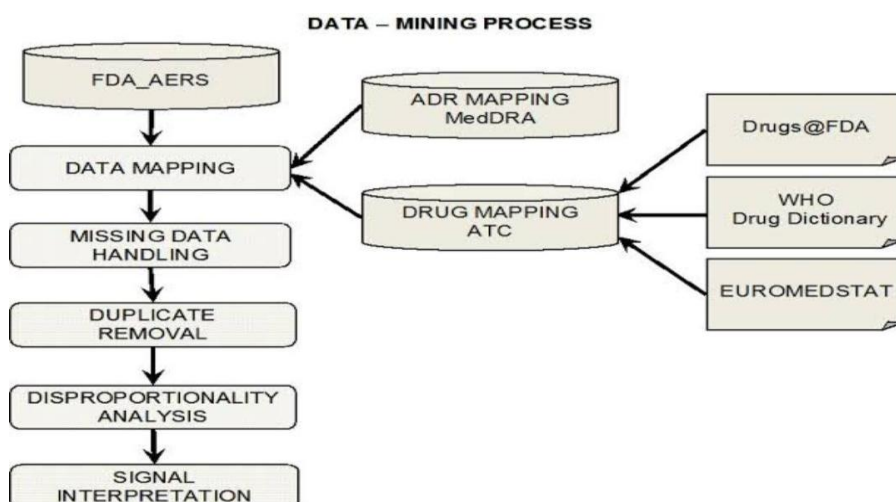 DATA – MINING PROCESS
FDA_AERS
ADR MAPPING
MedDRA
Drugs@FDA
DATA MAPPING
DRUG MAPPING
ATC
WHO
Drug Dictionary
MISSING DATA
HANDLING
EUROMEDSTAT
DUPLICATE
REMOVAL
DISPROPORTIONALITY
ANALYSIS
SIGNAL
INTERPRETATION